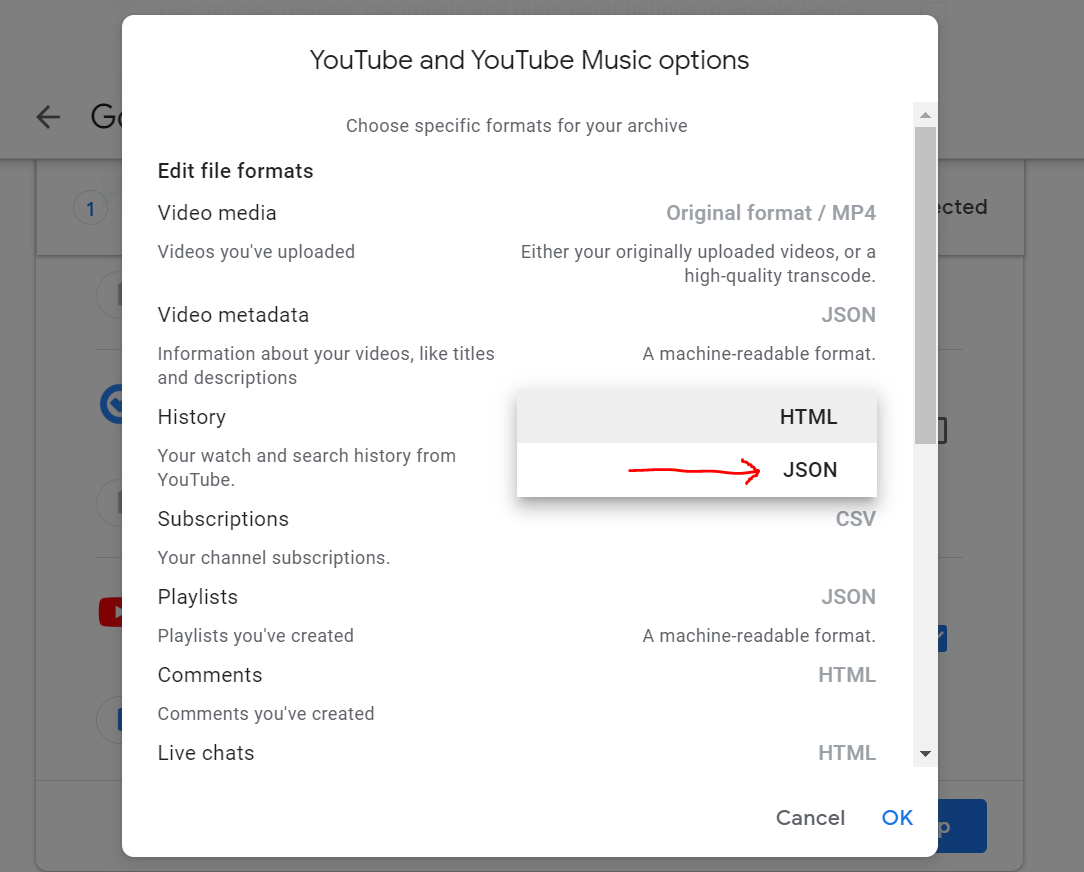 YouTube and YouTube Music options
Choose specific formats for your archive
Edit file formats
Video media
Original format / MP4
Videos you've uploaded
Either your originally uploaded videos, or a
high-quality transcode.
Video metadata
JSON
Information about your videos, like titles
and descriptions
A machine-readable format.
History
HTML
JSON
Your watch and search history from
YouTube.
Subscriptions
CSV
Your channel subscriptions.
Playlists
JSON
Playlists you've created
A machine-readable format.
Comments
HTML
Comments you've created
Live chats
HTML
Cancel
OK
1